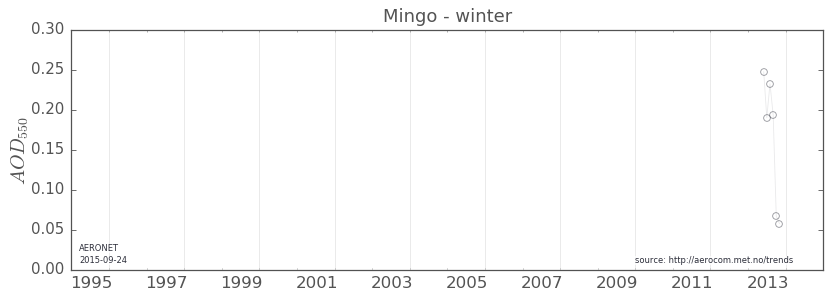 Mingo - winter
0.30
0.25
0.20
0.15
0.10
0.05
0.00
AOD550
AERONET
2015-09-24
source: http://aerocom.met.no/trends
1995 1997 1999 2001 2003 2005 2007 2009 2011 2013